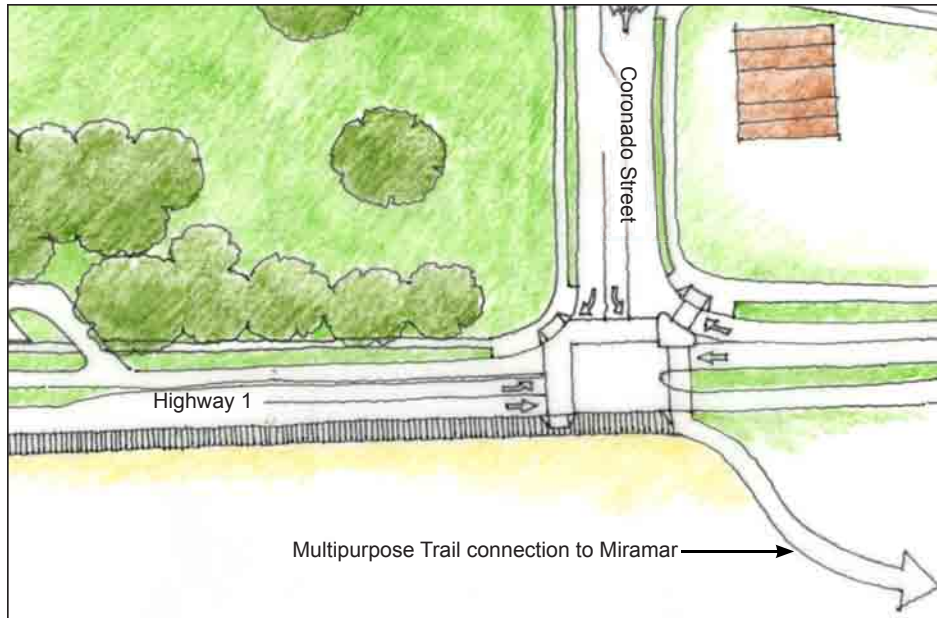 Coronado Street
Highway 1
Multipurpose Trail connection to Miramar